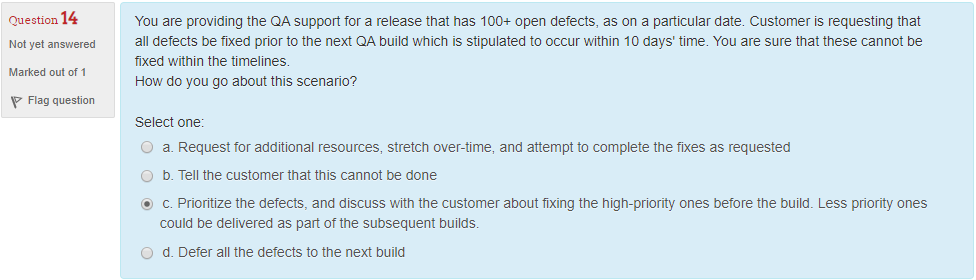 Question 14
Not yet answered
Marked out of 1
Flag question
You are providing the QA support for a release that has 100+ open defects, as on a particular date. Customer is requesting that
all defects be fixed prior to the next QA build which is stipulated to occur within 10 days' time. You are sure that these cannot be
fixed within the timelines.
How do you go about this scenario?
Select one:
a. Request for additional resources, stretch over-time, and attempt to complete the fixes as requested
b. Tell the customer that this cannot be done
c. Prioritize the defects, and discuss with the customer about fixing the high-priority ones before the build. Less priority ones
could be delivered as part of the subsequent builds.
d. Defer all the defects to the next build